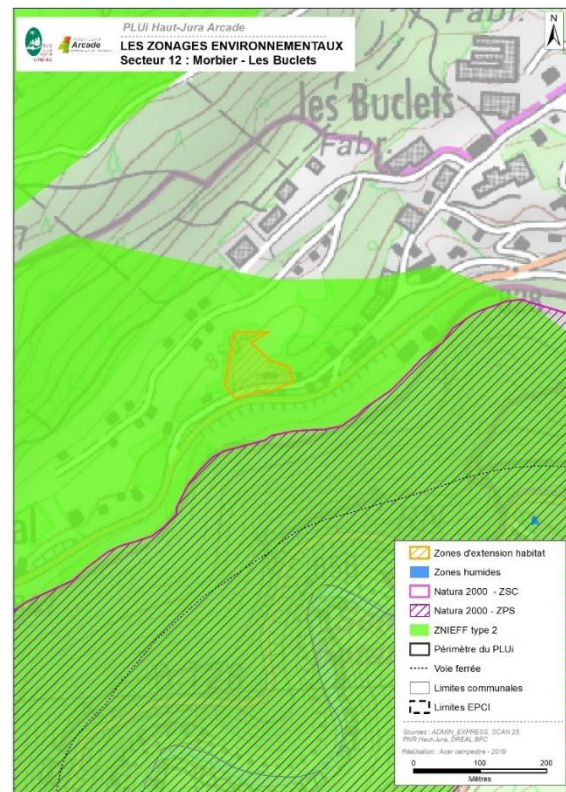 PLUi Haut-Jura Arcade
LES ZONAGES ENVIRONNEMENTAUX
Secteur 12 : Morbier - Les Buclets
Arcade
N
Fabr.
les Buclets
Fabr.
Zones d'extension habitat
Zones humides
Natura 2000 - ZSC
Natura 2000 - ZPS
ZNIEFF type 2
Périmètre du PLUi
Voie ferrée
Limites communales
Limites EPCI
Sources : ADMIN_EXPRESS, SCAN 25,
PNR Haut-Jura, DREAL BFC
Réalisation : Acer campestre - 2019
0 100 200
Mètres